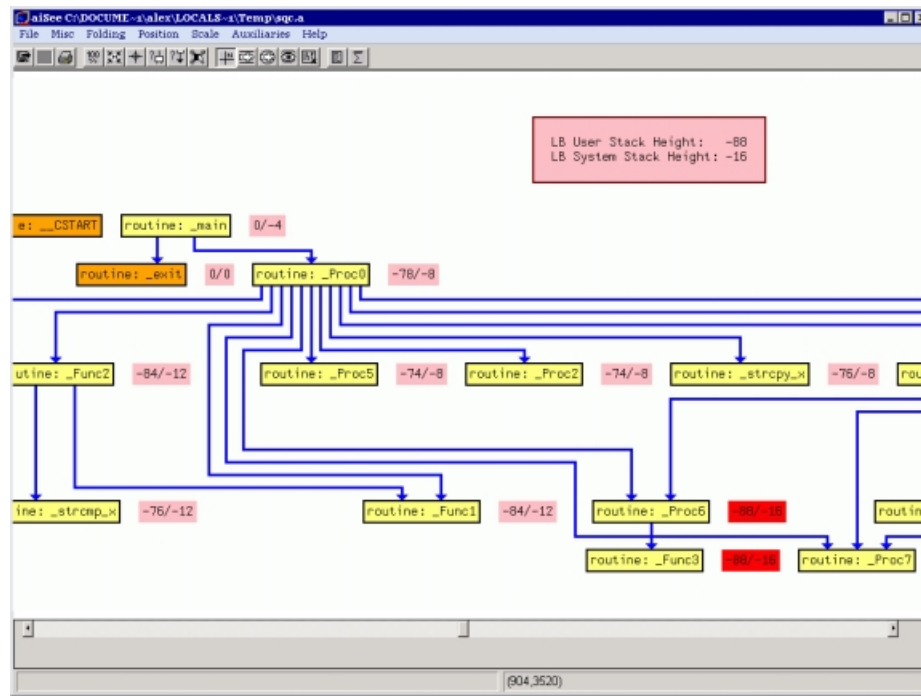 aiSee C:\DOCUME~1\alex\LOCALS~1\Temp\sqc.a
File Misc Folding Position Scale Auxiliaries Help
LB User Stack Height: -88
LB System Stack Height: -16
e: __CSTART
routine: _main
0/-4
routine: _exit
0/0
routine: _Proc0
-78/-8
utine: _Func2
-84/-12
routine: _Proc5
-74/-8
routine: _Proc2
-74/-8
routine: _strcpy_x
-76/-8
rou
ine: _strcmp_x
-76/-12
routine: _Func1
-84/-12
routine: _Proc6
-88/-16
routin
routine: _Func3
-88/-16
routine: _Proc7
(904,3520)